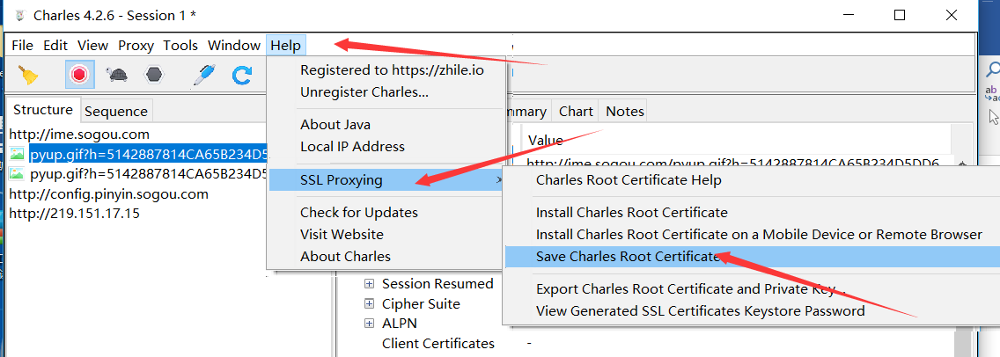 Charles 4.2.6 - Session 1 *
File Edit View Proxy Tools Window Help
Registered to https://zhile.io
Unregister Charles...
About Java
Local IP Address
SSL Proxying
Check for Updates
Visit Website
About Charles
Structure Sequence
http://ime.sogou.com
pyup.gif?h=5142887814CA65B234D5
pyup.gif?h=5142887814CA65B234D5
http://config.pinyin.sogou.com
http://219.151.17.15
mmary Chart Notes
Value
http://ime.sogou.com/pyup.gif?h=5142887814CA65B234D5DD6
Charles Root Certificate Help
Install Charles Root Certificate
Install Charles Root Certificate on a Mobile Device or Remote Browser
Save Charles Root Certificate
Export Charles Root Certificate and Private Key...
View Generated SSL Certificates Keystore Password
Session Resumed
Cipher Suite
ALPN
Client Certificates -
ab